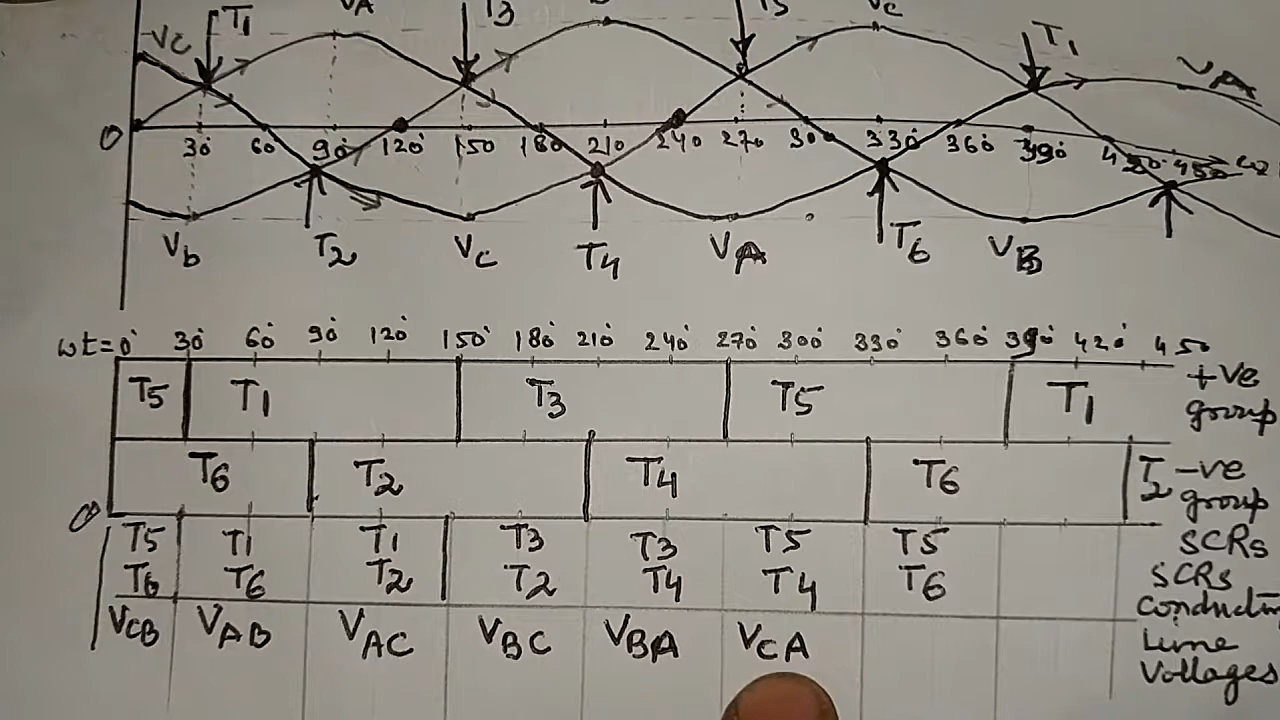 T1 VA T3 T5 VC T1
VC VA
0 30 60 90 120 150 180 210 240 270 30 330 360 390 450
Vb T2 VC T4 VA T6 VB
ωt=0° 30° 60° 90° 120° 150° 180° 210° 240° 270° 300° 330° 360° 390° 420° 450
T5 T1 T3 T5 T1 +ve group
T6 T2 T4 T6 T2 -ve group
0
T5 T1 T1 T3 T3 T5 T5 SCRs
T6 T6 T2 T2 T4 T4 T6 SCRs
VCB VAB VAC VBC VBA VCA Line
Voltages